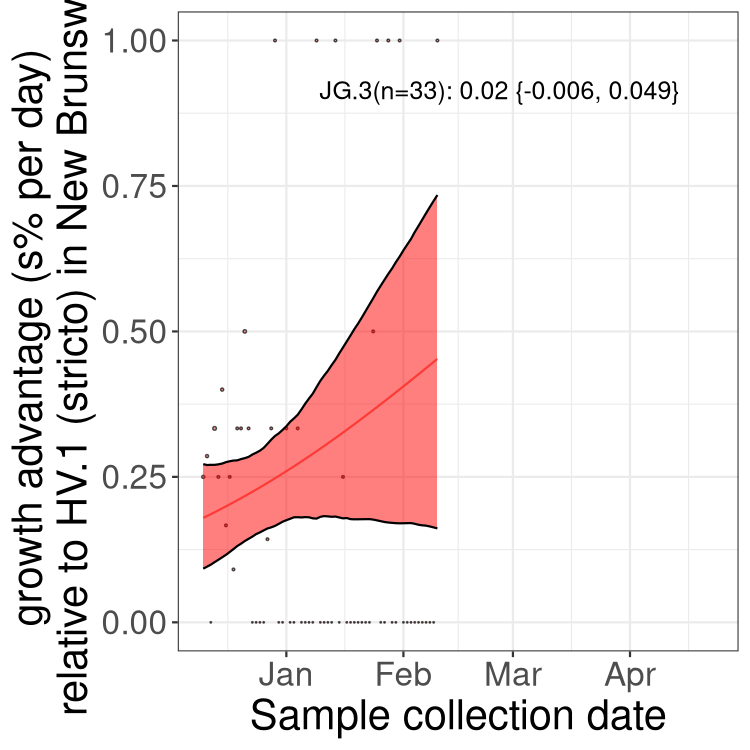 growth advantage (s% per day)
relative to HV.1 (stricto) in New Brunsw
1.00
JG.3(n=33): 0.02 {-0.006, 0.049}
0.75
0.50
0.25
0.00
Jan Feb Mar Apr
Sample collection date